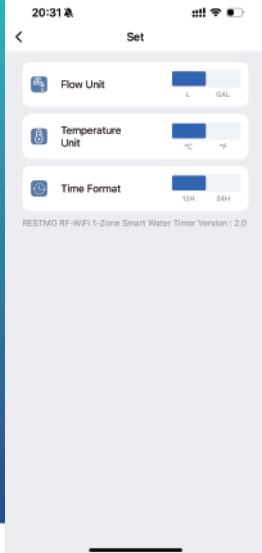 20:31
Set
Flow Unit
L GAL
Temperature
Unit
°C °F
Time Format
12H 24H
RESTMO RF-WiFi 1-Zone Smart Water Timer Version : 2.0